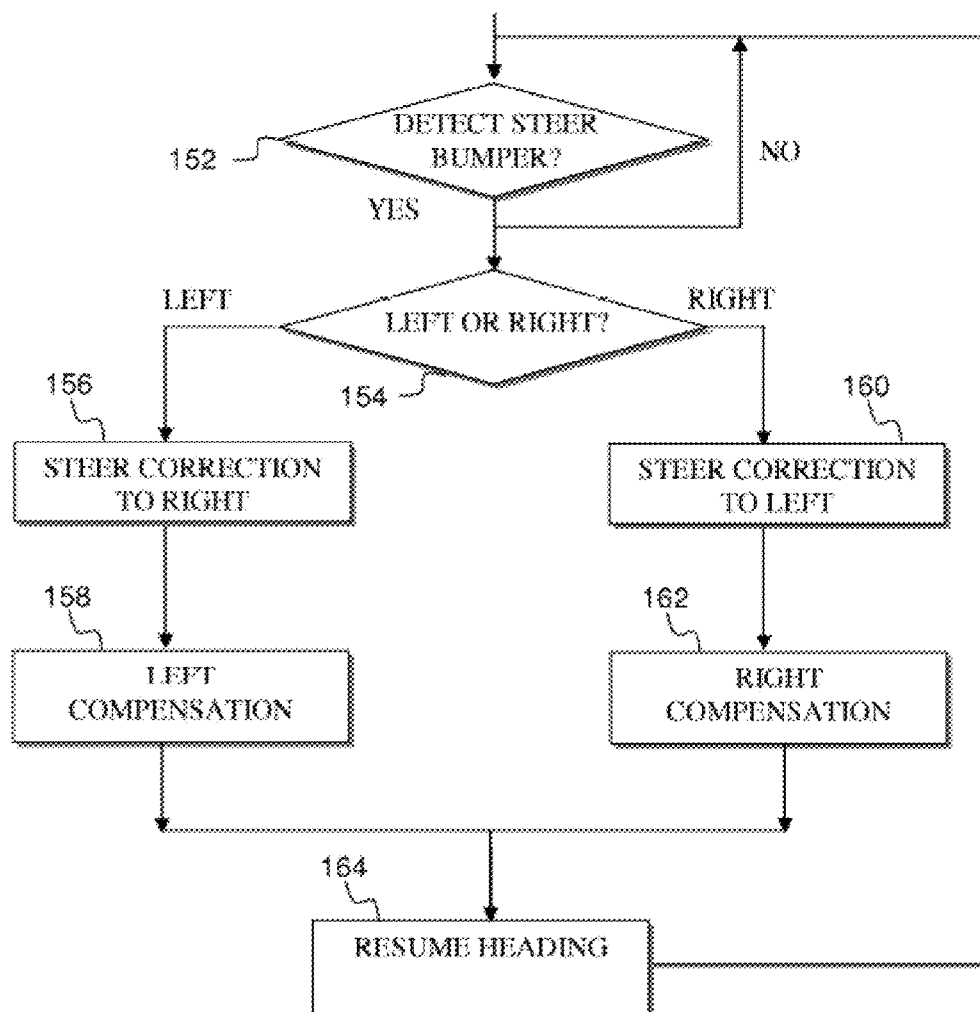 DETECT STEER
BUMPER?
152
NO
YES
LEFT
RIGHT
LEFT OR RIGHT?
154
156
160
STEER CORRECTION
TO RIGHT
STEER CORRECTION
TO LEFT
158
162
LEFT
COMPENSATION
RIGHT
COMPENSATION
164
RESUME HEADING